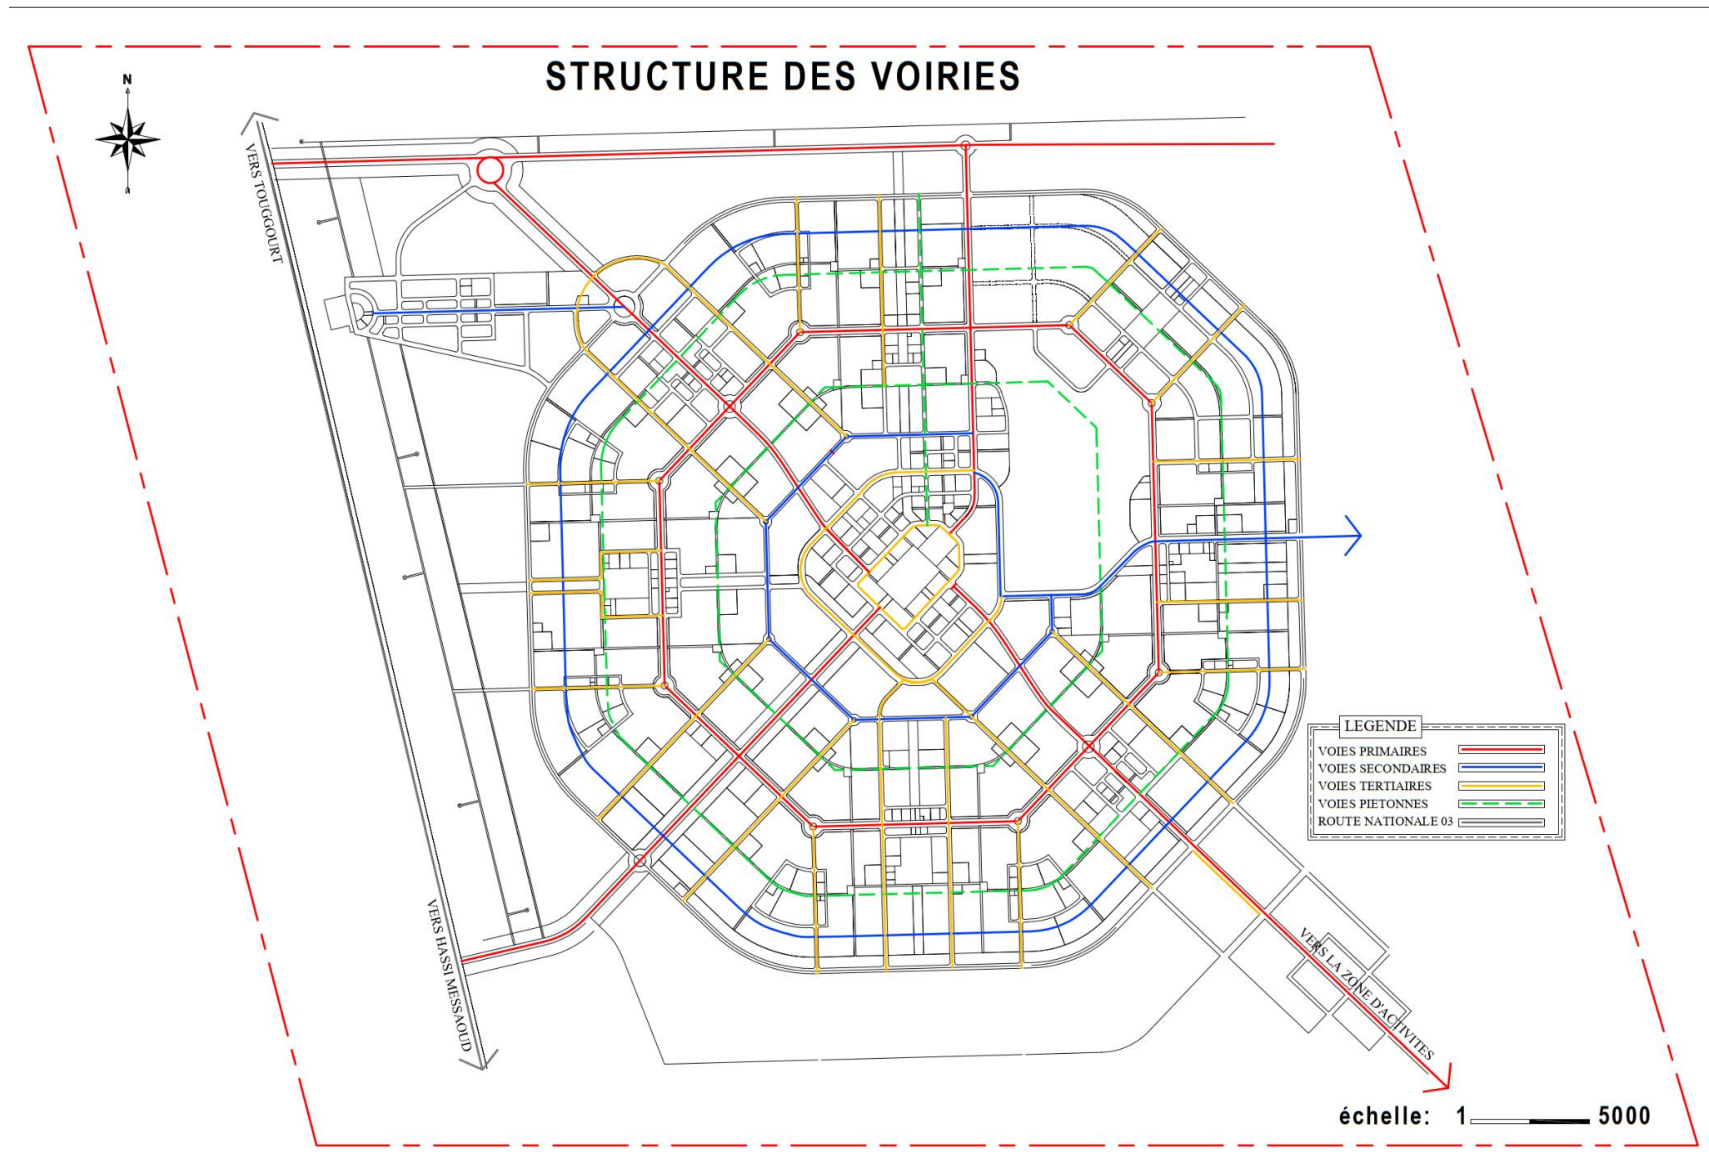 STRUCTURE DES VOIRIES
N
VERS TOUGGOURT
LEGENDE
VOIES PRIMAIRES
VOIES SECONDAIRES
VOIES TERTIAIRES
VOIES PIETONNES
ROUTE NATIONALE 03
VERS HASSI MESSAOUD
VERS LA ZONE D'ACTIVITES
échelle: 1 5000